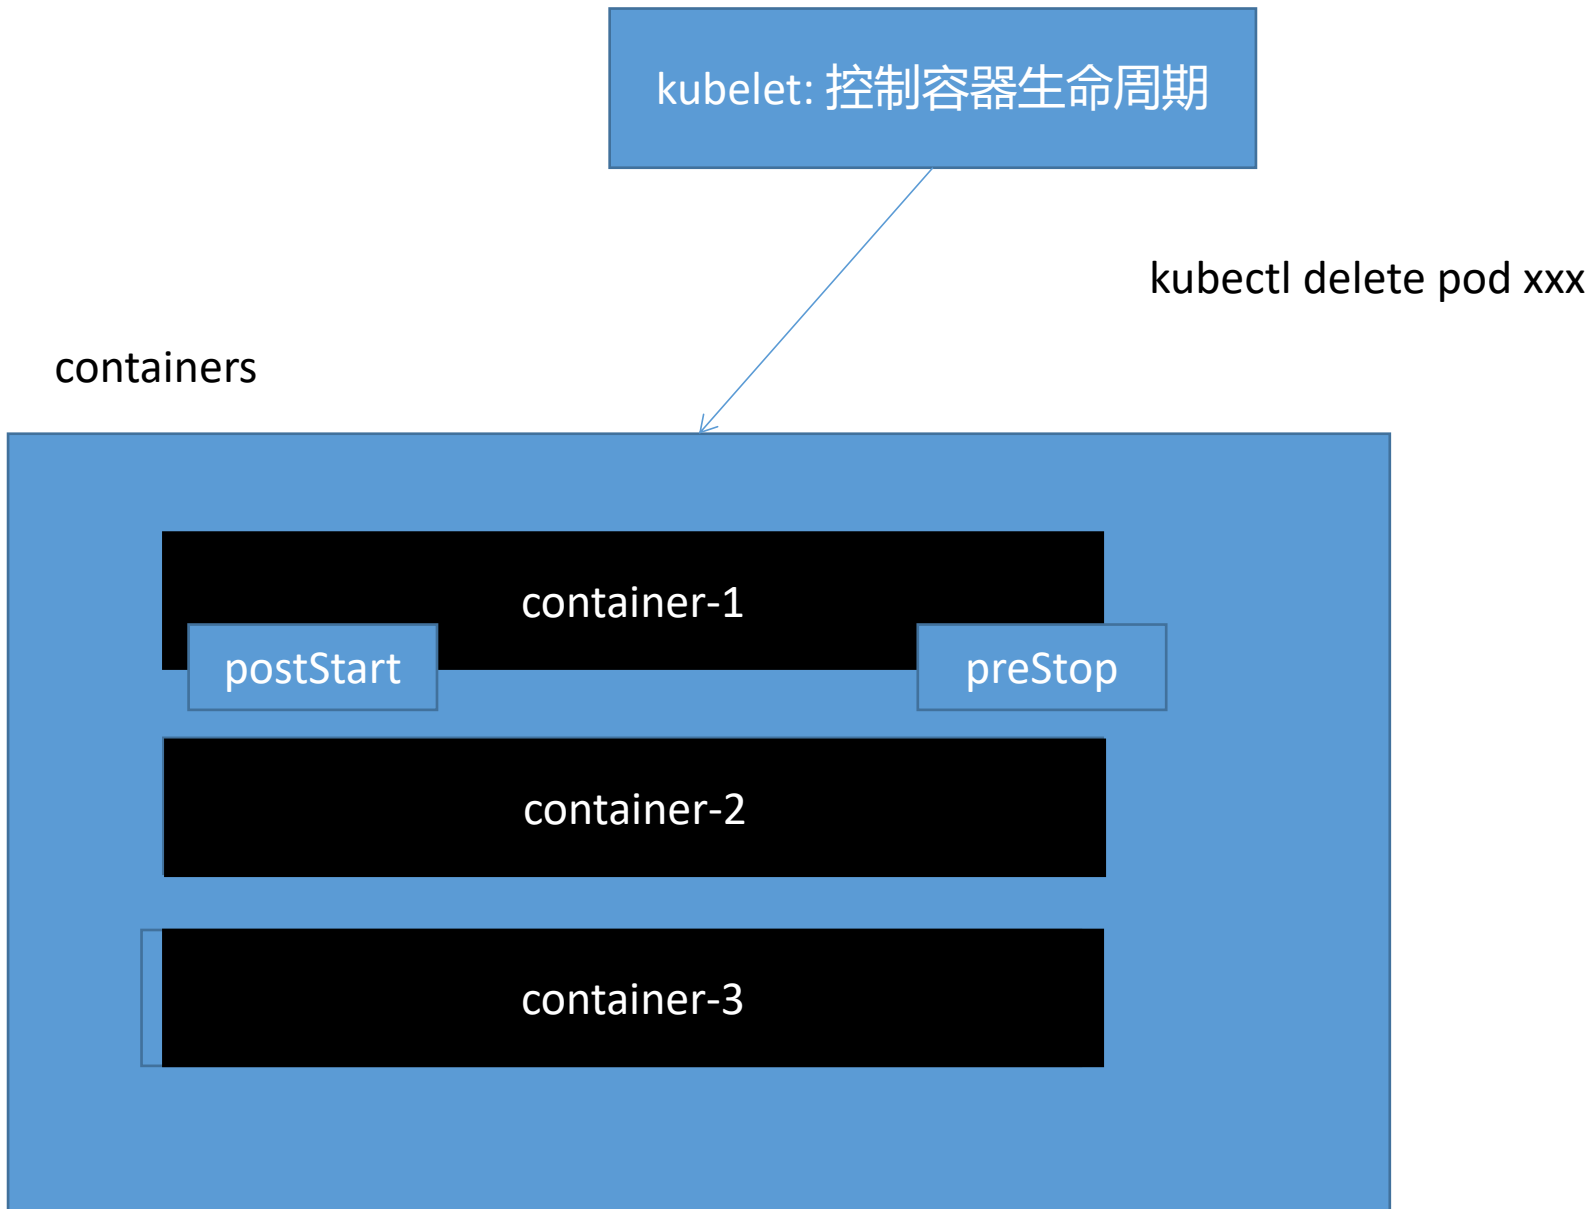 kubelet: 控制容器生命周期
kubectl delete pod xxx
containers
container-1
postStart
preStop
container-2
container-3